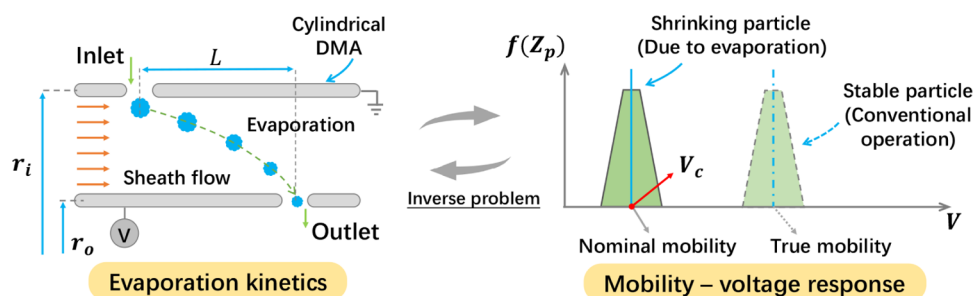 Cylindrical
DMA
Inlet
L
Evaporation
r_i
Sheath flow
r_o
V
Outlet
Evaporation kinetics
Inverse problem
f(Z_p)
Shrinking particle
(Due to evaporation)
Stable particle
(Conventional
operation)
V_c
V
Nominal mobility
True mobility
Mobility – voltage response